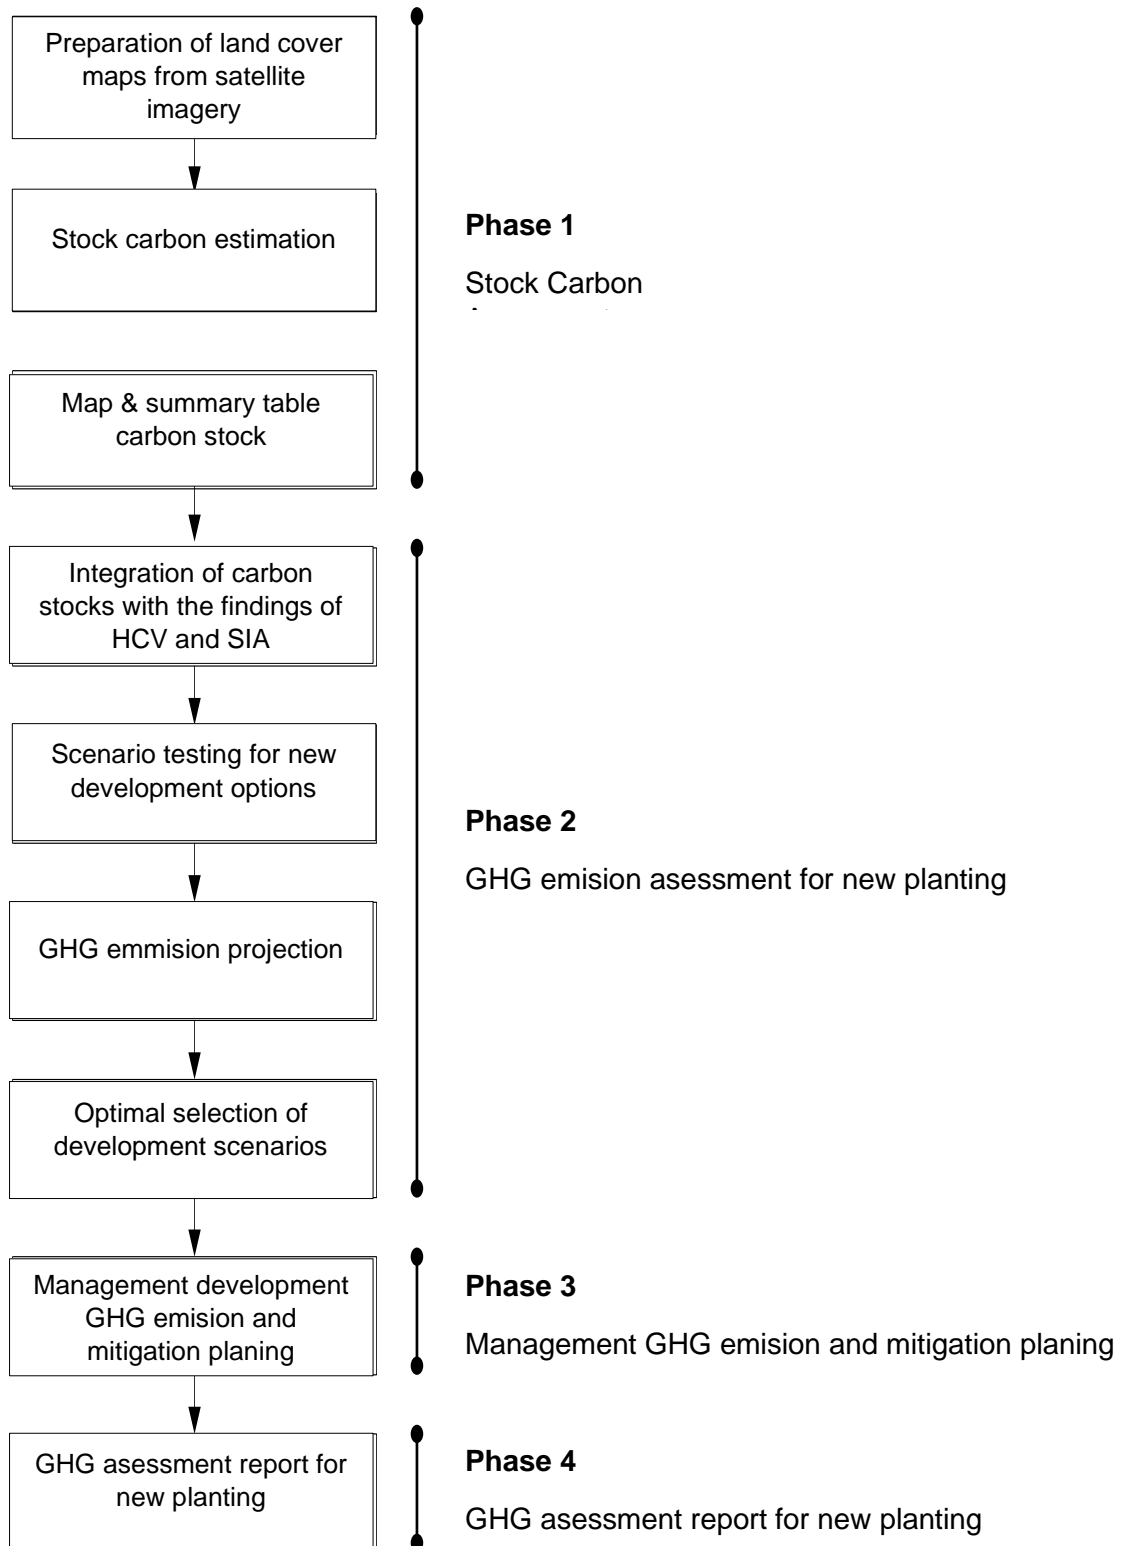 Preparation of land cover
maps from satellite
imagery
Stock carbon estimation
Phase 1
Stock Carbon
Map & summary table
carbon stock
Integration of carbon
stocks with the findings of
HCV and SIA
Scenario testing for new
development options
Phase 2
GHG emision asessment for new planting
GHG emmision projection
Optimal selection of
development scenarios
Management development
GHG emision and
mitigation planing
Phase 3
Management GHG emision and mitigation planing
GHG asessment report for
new planting
Phase 4
GHG asessment report for new planting